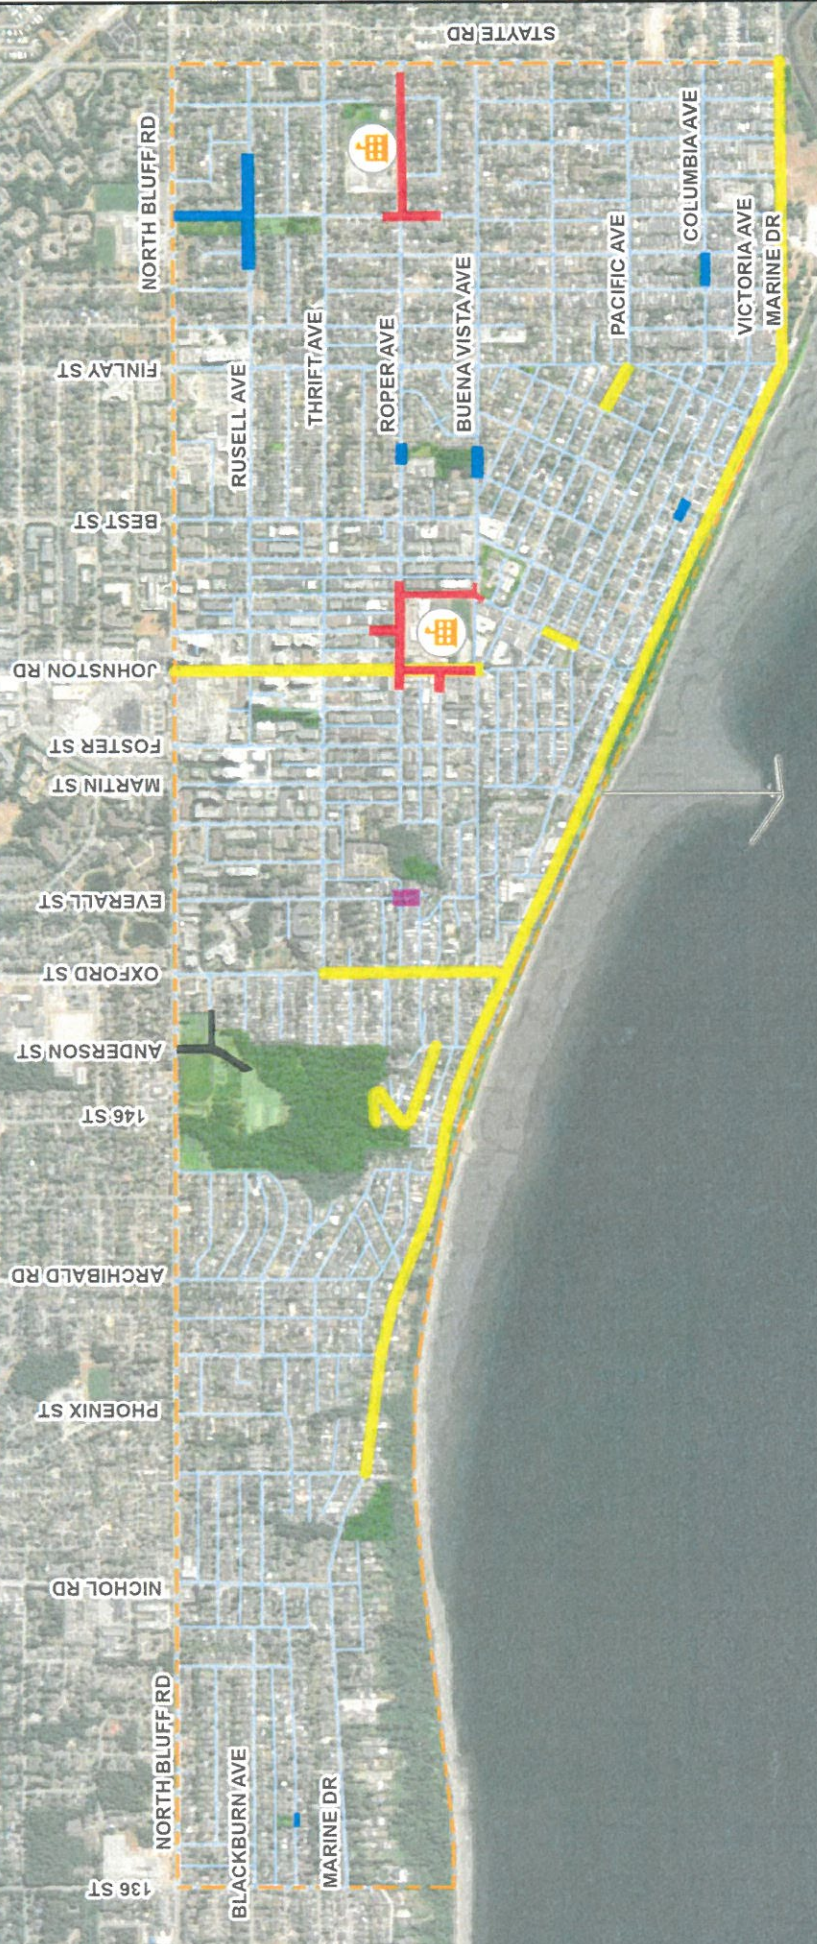 STAYTE RD
NORTH BLUFF RD
COLUMBIA AVE
VICTORIA AVE
MARINE DR
PACIFIC AVE
BUENA VISTA AVE
ROPER AVE
THRIFT AVE
RUSELL AVE
FINLAY ST
BEST ST
JOHNSTON RD
FOSTER ST
MARTIN ST
EVERALL ST
OXFORD ST
ANDERSON ST
146 ST
ARCHIBALD RD
PHOENIX ST
NICHOL RD
NORTH BLUFF RD
BLACKBURN AVE
MARINE DR
136 ST